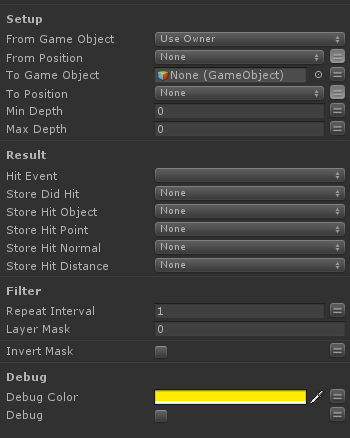 Setup
From Game Object Use Owner
From Position None
To Game Object None (GameObject)
To Position None
Min Depth 0
Max Depth 0
Result
Hit Event
Store Did Hit None
Store Hit Object None
Store Hit Point None
Store Hit Normal None
Store Hit Distance None
Filter
Repeat Interval 1
Layer Mask 0
Invert Mask
Debug
Debug Color
Debug